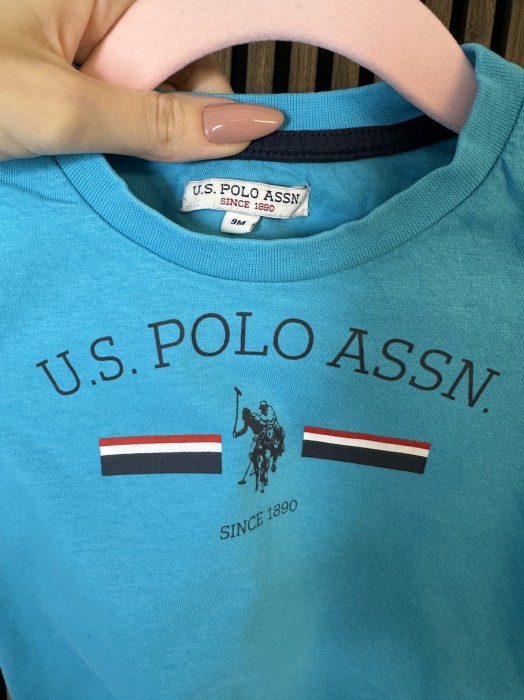 U.S. POLO ASSN.
SINCE 1890
9M
U.S. POLO ASSN.
SINCE 1890